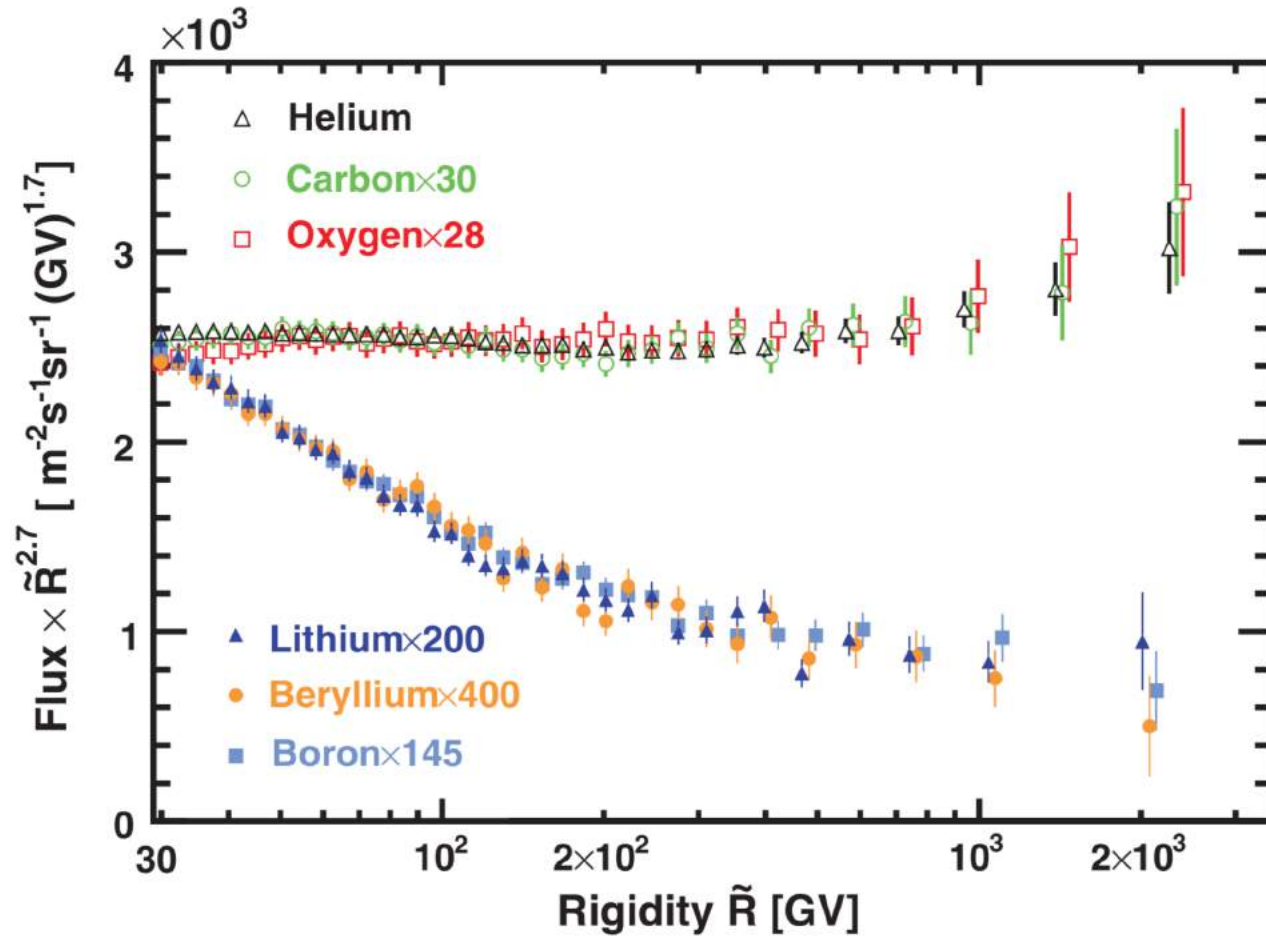 ×10³
4
3
2
1
0
Helium
Carbon×30
Oxygen×28
Lithium×200
Beryllium×400
Boron×145
Flux × R̃²·⁷ [ m⁻²s⁻¹sr⁻¹ (GV)¹·⁷ ]
30
10²
2×10²
10³
2×10³
Rigidity R̃ [GV]